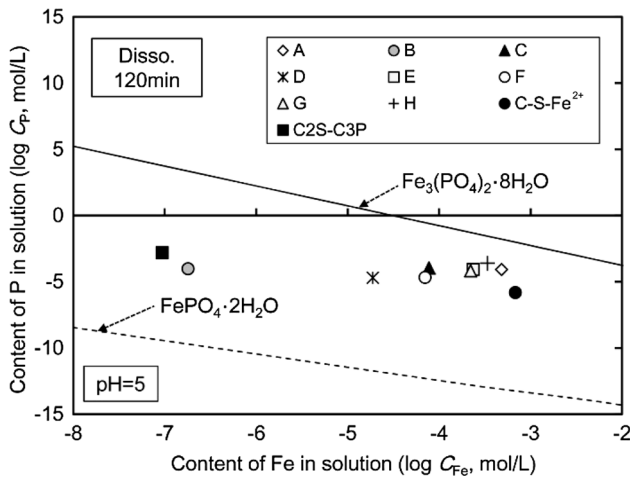 Content of P in solution (log CP, mol/L)
15
10
5
0
-5
-10
-15
Disso.
120min
A B C
D E F
G H C-S-Fe2+
C2S-C3P
Fe3(PO4)2·8H2O
FePO4·2H2O
pH=5
-8 -7 -6 -5 -4 -3 -2
Content of Fe in solution (log CFe, mol/L)